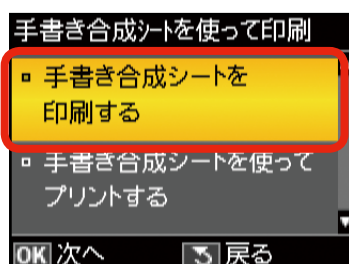 手書き合成シートを使って印刷
手書き合成シートを
印刷する
手書き合成シートを使って
プリントする
OK 次へ 戻る